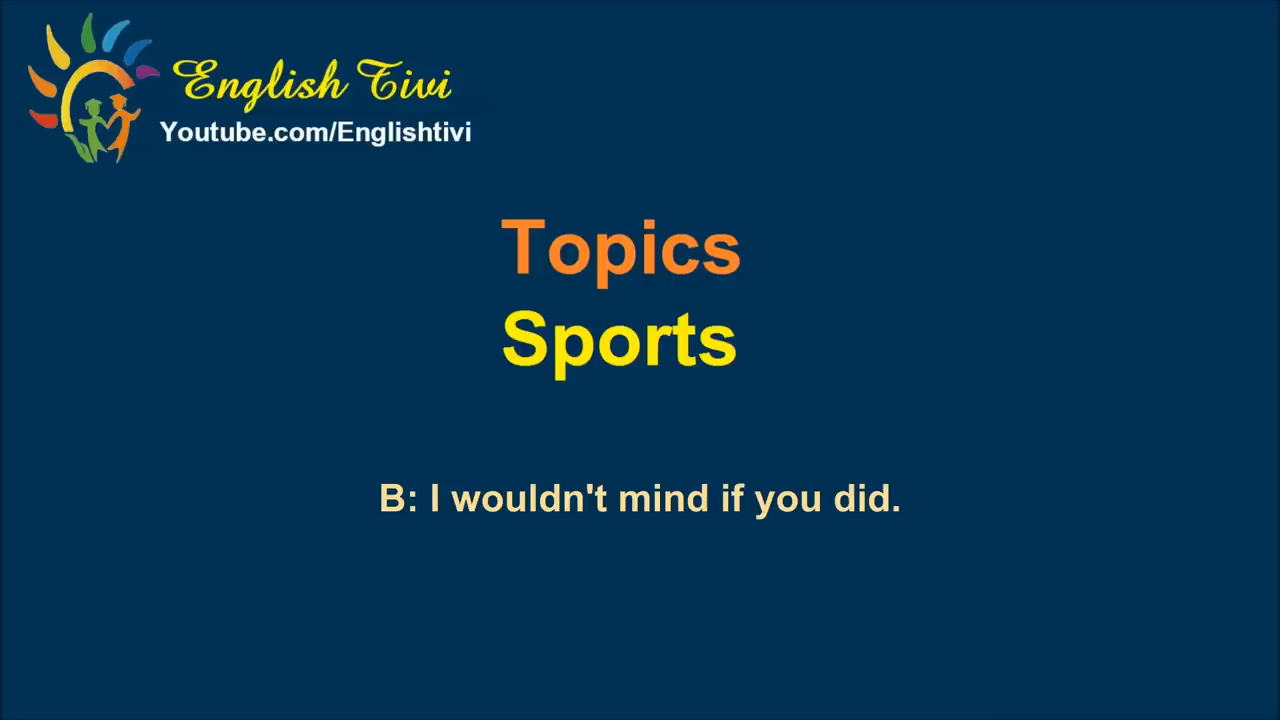 English Tivi
Youtube.com/Englishtivi
Topics
Sports
B: I wouldn't mind if you did.